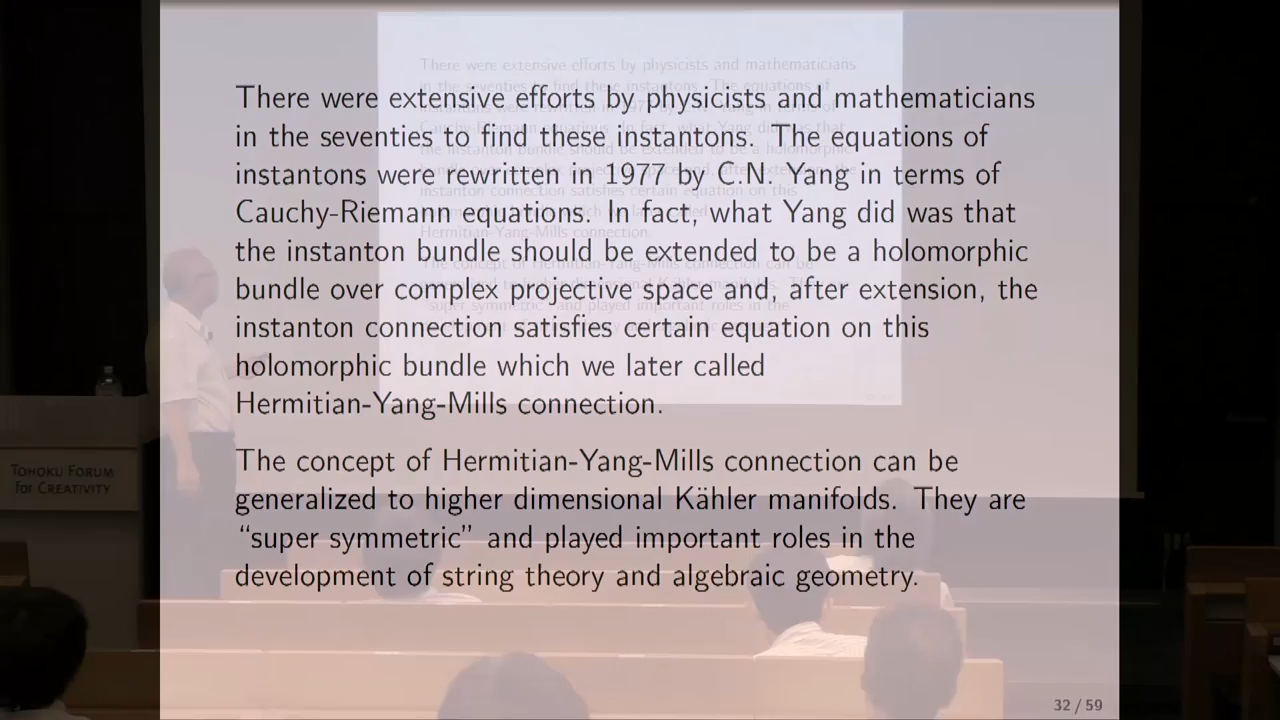 There were extensive efforts by physicists and mathematicians
in the seventies to find these instantons. The equations of
instantons were rewritten in 1977 by C.N. Yang in terms of
Cauchy-Riemann equations. In fact, what Yang did was that
the instanton bundle should be extended to be a holomorphic
bundle over complex projective space and, after extension, the
instanton connection satisfies certain equation on this
holomorphic bundle which we later called
Hermitian-Yang-Mills connection.
The concept of Hermitian-Yang-Mills connection can be
generalized to higher dimensional Kähler manifolds. They are
“super symmetric” and played important roles in the
development of string theory and algebraic geometry.
TOHOKU FORUM
for CREATIVITY
32 / 59